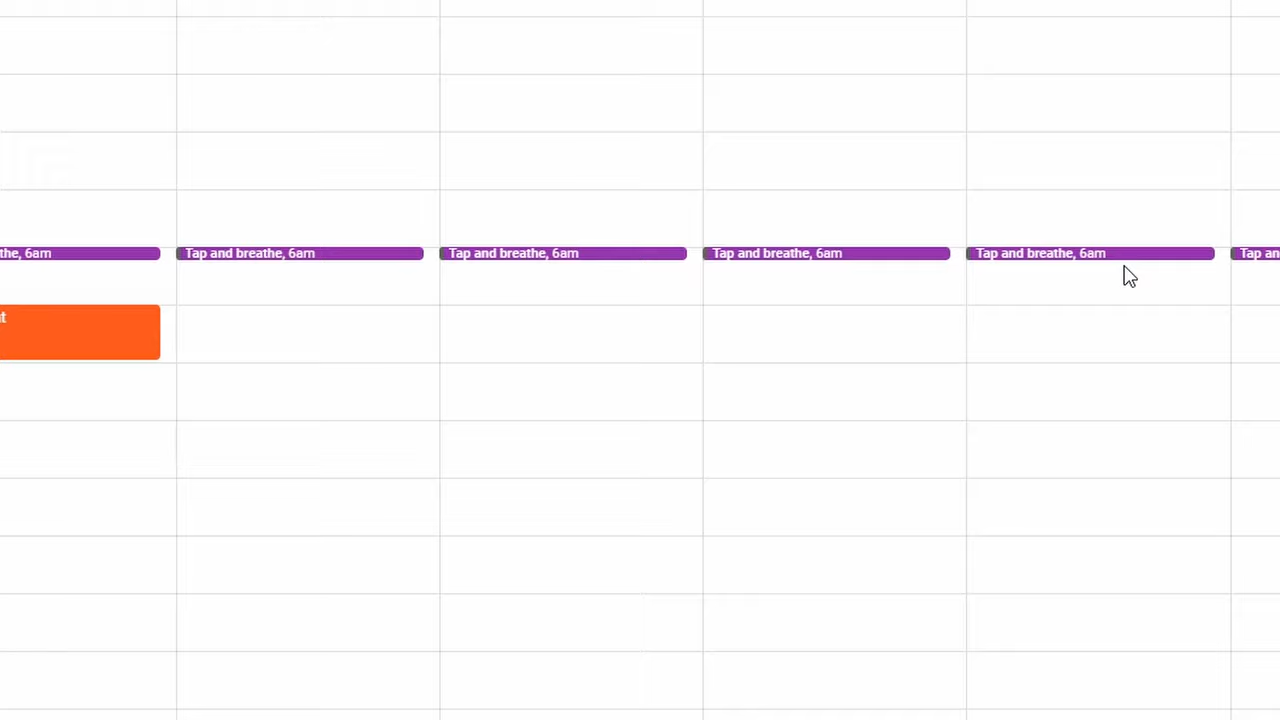 the, 6am
Tap and breathe, 6am
Tap and breathe, 6am
Tap and breathe, 6am
Tap and breathe, 6am
Tap an
t